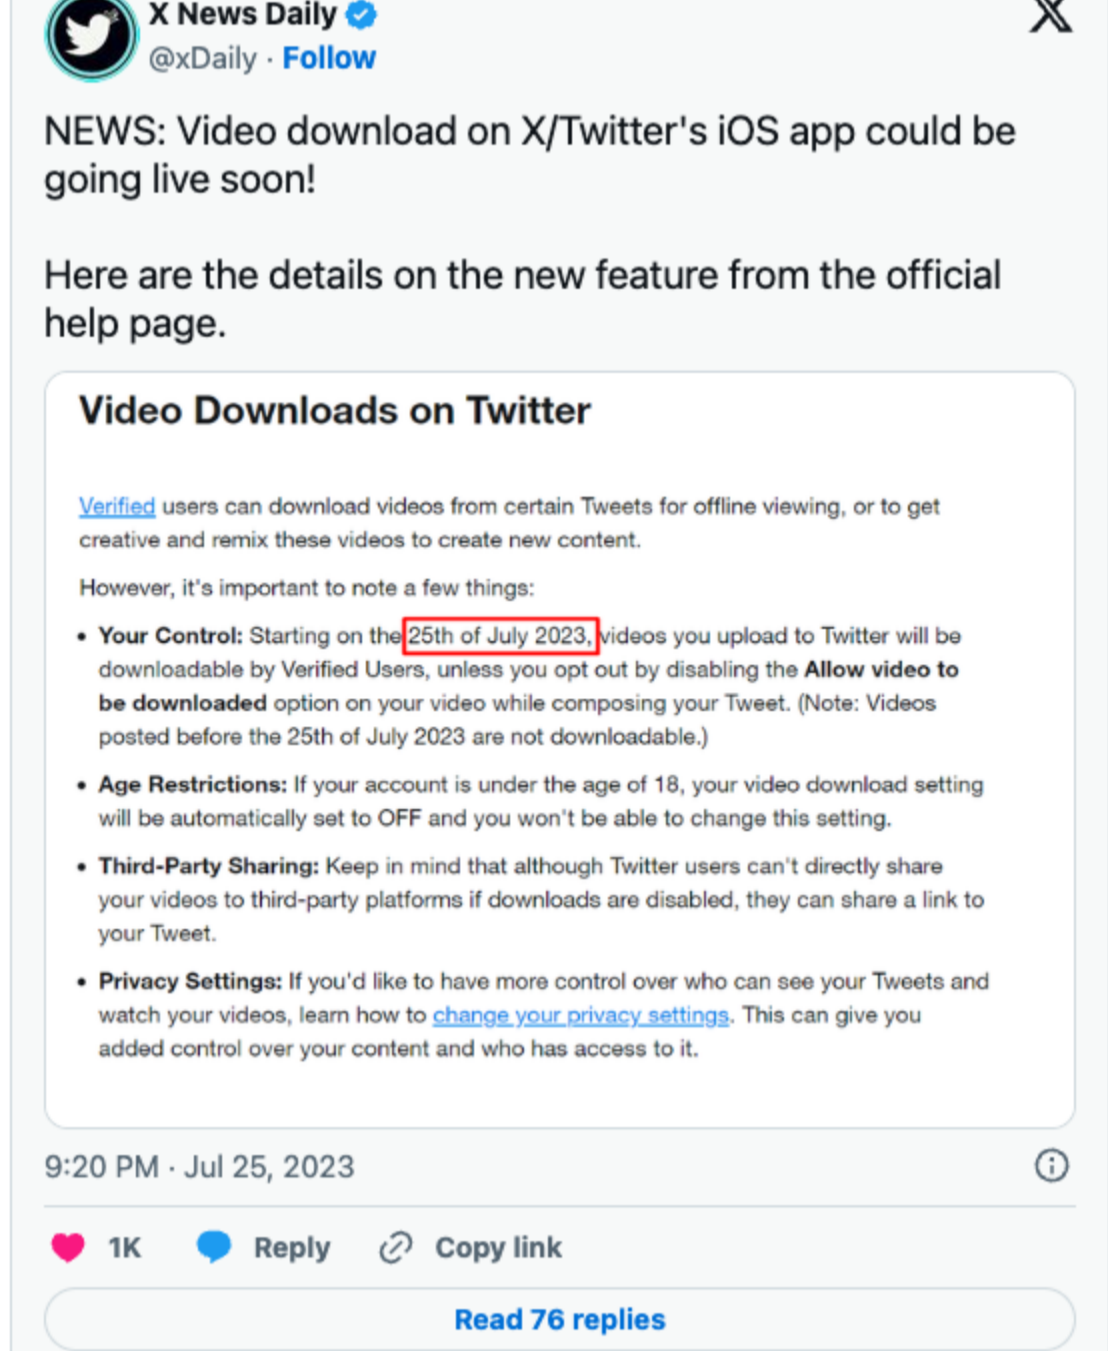 X News Daily
@xDaily · Follow
NEWS: Video download on X/Twitter's iOS app could be
going live soon!
Here are the details on the new feature from the official
help page.
Video Downloads on Twitter
Verified users can download videos from certain Tweets for offline viewing, or to get
creative and remix these videos to create new content.
However, it's important to note a few things:
• Your Control: Starting on the 25th of July 2023, videos you upload to Twitter will be
downloadable by Verified Users, unless you opt out by disabling the Allow video to
be downloaded option on your video while composing your Tweet. (Note: Videos
posted before the 25th of July 2023 are not downloadable.)
• Age Restrictions: If your account is under the age of 18, your video download setting
will be automatically set to OFF and you won't be able to change this setting.
• Third-Party Sharing: Keep in mind that although Twitter users can't directly share
your videos to third-party platforms if downloads are disabled, they can share a link to
your Tweet.
• Privacy Settings: If you'd like to have more control over who can see your Tweets and
watch your videos, learn how to change your privacy settings. This can give you
added control over your content and who has access to it.
9:20 PM · Jul 25, 2023
1K Reply Copy link
Read 76 replies